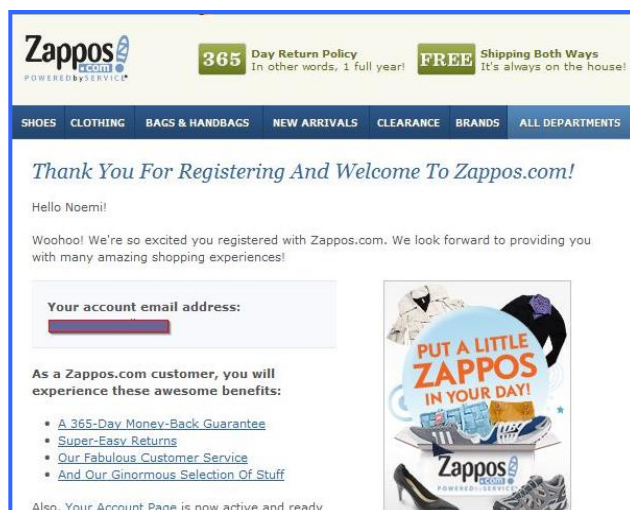 Zappos
.com
POWERED by SERVICE
365 Day Return Policy
In other words, 1 full year!
FREE Shipping Both Ways
It's always on the house!
SHOES CLOTHING BAGS & HANDBAGS NEW ARRIVALS CLEARANCE BRANDS ALL DEPARTMENTS
Thank You For Registering And Welcome To Zappos.com!
Hello Noemi!
Woohoo! We're so excited you registered with Zappos.com. We look forward to providing you
with many amazing shopping experiences!
Your account email address:
As a Zappos.com customer, you will
experience these awesome benefits:
• A 365-Day Money-Back Guarantee
• Super-Easy Returns
• Our Fabulous Customer Service
• And Our Ginormous Selection Of Stuff
Also, Your Account Page is now active and ready
PUT A LITTLE
ZAPPOS
IN YOUR DAY!
Zappos
.com
POWERED by SERVICE